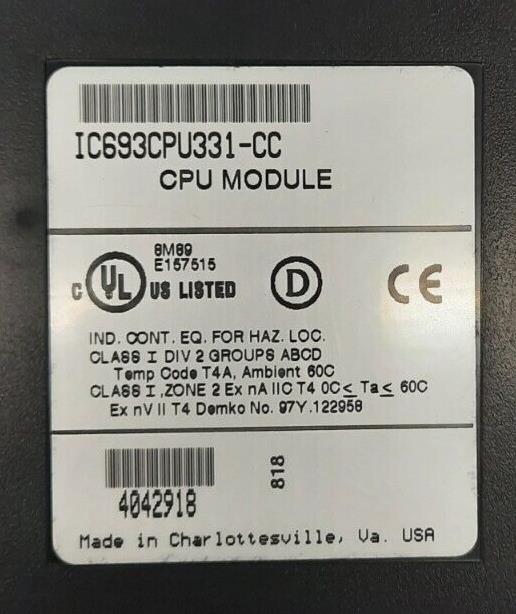 IC693CPU331-CC
CPU MODULE
8M89
E157515
C UL US LISTED
D
CE
IND. CONT. EQ. FOR HAZ. LOC.
CLASS I DIV 2 GROUPS ABCD
Temp Code T4A, Ambient 60C
CLASS I ,ZONE 2 Ex nA IIC T4 0C≤ Ta≤ 60C
Ex nV II T4 Demko No. 97Y.122958
818
4042918
Made in Charlottesville, Va. USA